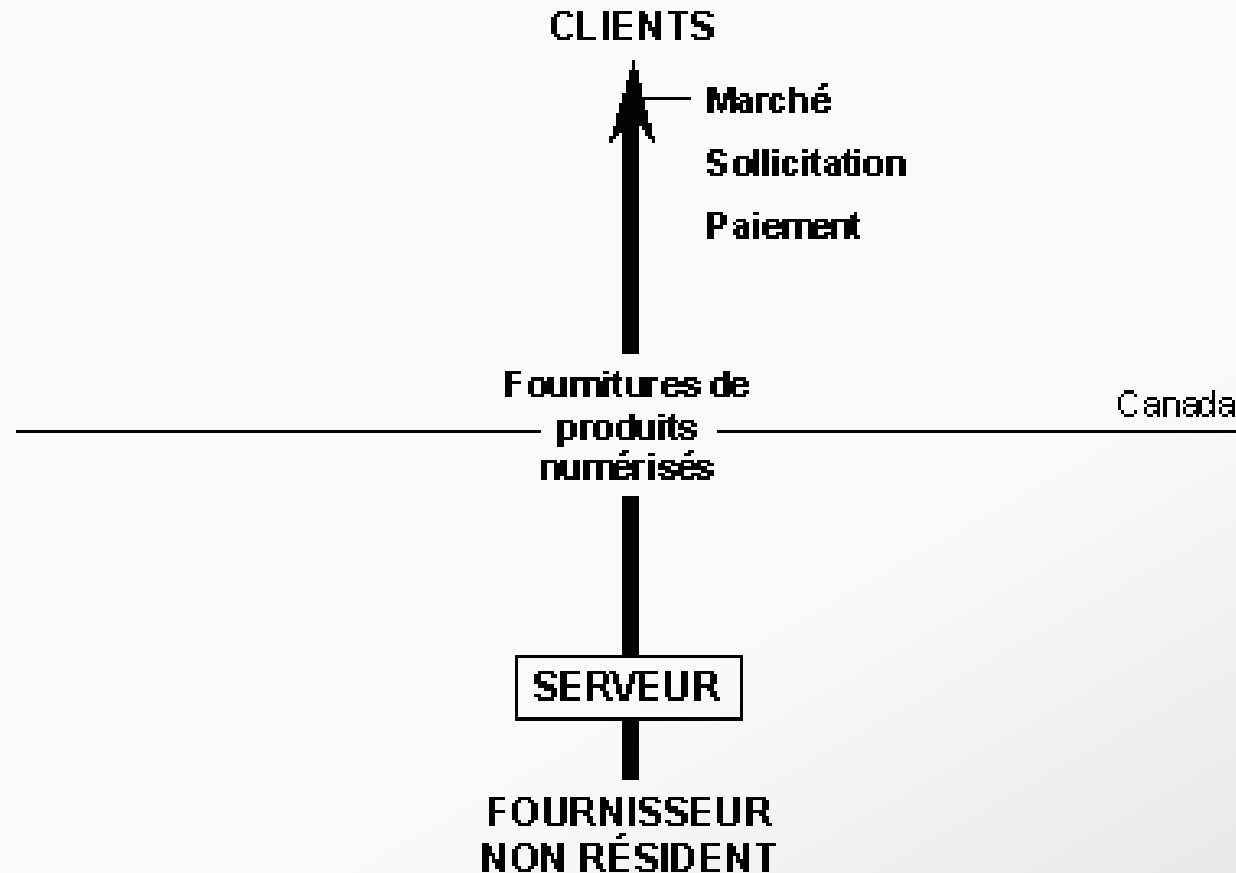 CLIENTS
Marché
Sollicitation
Paiement
Fournitures de
produits
numérisés
Canada
SERVEUR
FOURNISSEUR
NON RÉSIDENT